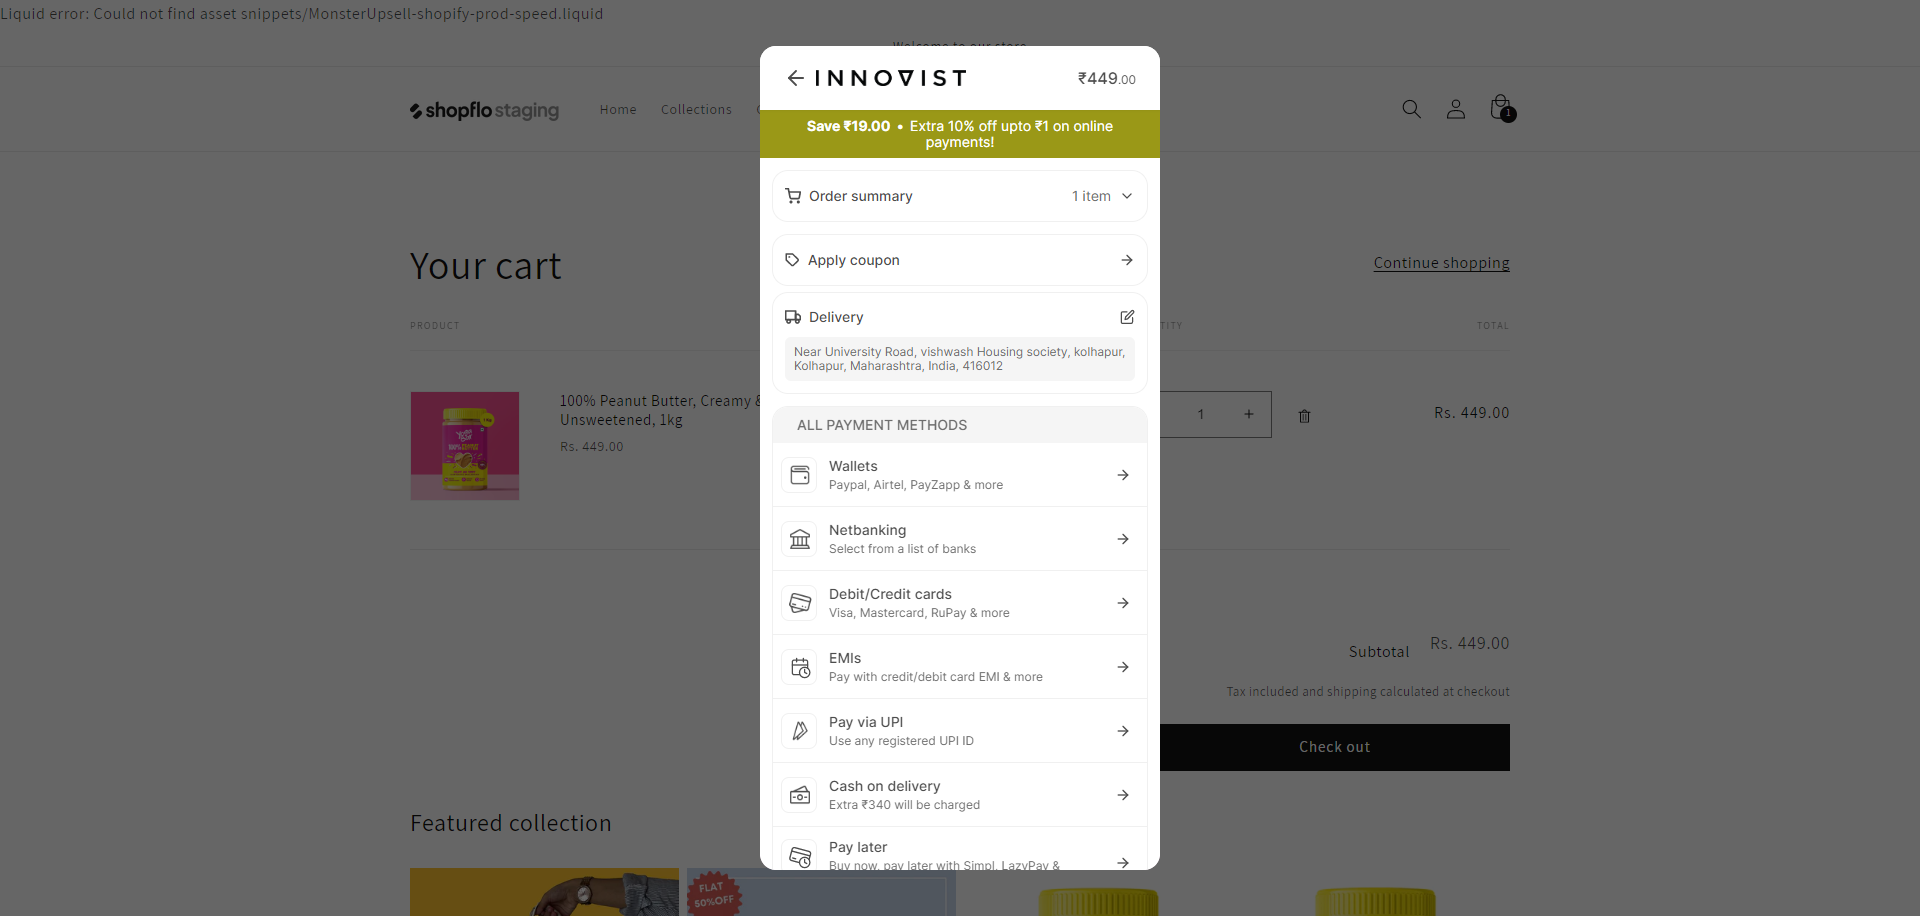 Liquid error: Could not find asset snippets/MonsterUpsell-shopify-prod-speed.liquid
Welcome to our store
shopflo staging
Home
Collections
1
Your cart
Continue shopping
PRODUCT
TITY
TOTAL
100% Peanut Butter, Creamy &
Unsweetened, 1kg
Rs. 449.00
1
+
Rs. 449.00
Subtotal
Rs. 449.00
Tax included and shipping calculated at checkout
Check out
Featured collection
FLAT
50%OFF
INNOVIST
₹449.00
Save ₹19.00 • Extra 10% off upto ₹1 on online
payments!
Order summary
1 item
Apply coupon
Delivery
Near University Road, vishwash Housing society, kolhapur,
Kolhapur, Maharashtra, India, 416012
ALL PAYMENT METHODS
Wallets
Paypal, Airtel, PayZapp & more
Netbanking
Select from a list of banks
Debit/Credit cards
Visa, Mastercard, RuPay & more
EMIs
Pay with credit/debit card EMI & more
Pay via UPI
Use any registered UPI ID
Cash on delivery
Extra ₹340 will be charged
Pay later
Buy now, pay later with Simpl, LazyPay &